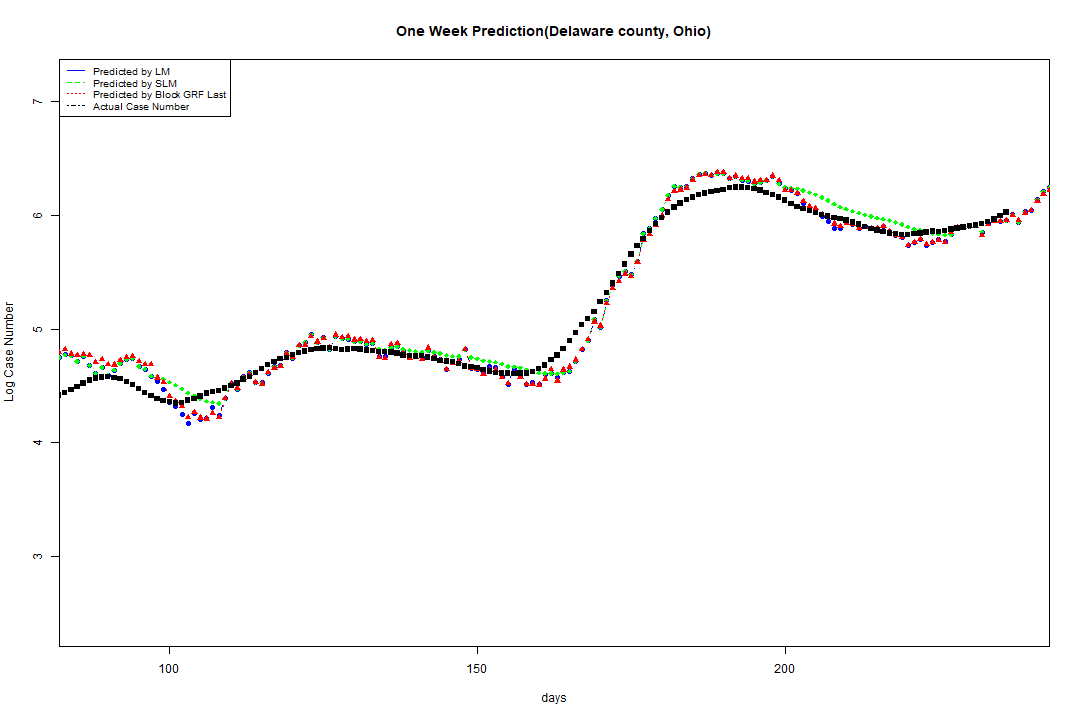 One Week Prediction(Delaware county, Ohio)
Predicted by LM
Predicted by SLM
Predicted by Block GRF Last
Actual Case Number
7
6
5
4
3
Log Case Number
100 150 200
days